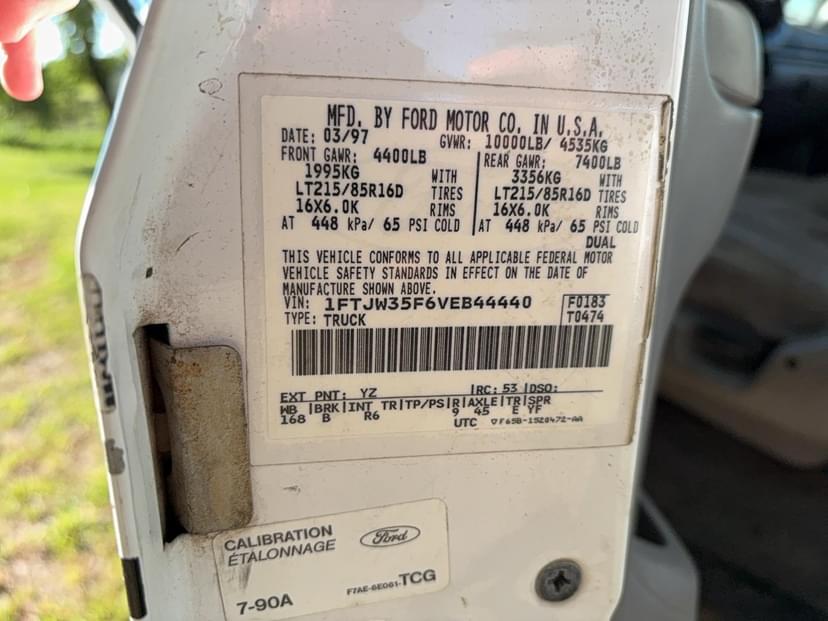 MFD. BY FORD MOTOR CO. IN U.S.A.
DATE: 03/97 GVWR: 10000LB/ 4535KG
FRONT GAWR: 4400LB REAR GAWR: 7400LB
1995KG WITH 3356KG WITH
LT215/85R16D TIRES LT215/85R16D TIRES
16X6.0K RIMS 16X6.0K RIMS
AT 448 kPa/ 65 PSI COLD AT 448 kPa/ 65 PSI COLD
DUAL
THIS VEHICLE CONFORMS TO ALL APPLICABLE FEDERAL MOTOR
VEHICLE SAFETY STANDARDS IN EFFECT ON THE DATE OF
MANUFACTURE SHOWN ABOVE.
VIN: 1FTJW35F6VEB44440 F0183
TYPE: TRUCK T0474
EXT PNT: YZ RC: 53 DSO:
WB BRK INT TR TP/PS R AXLE TR SPR
168 B R6 9 45 E YF
UTC F65B-1520472-AA
CALIBRATION Ford
ÉTALONNAGE
F7AE-6E061-TCG
7-90A